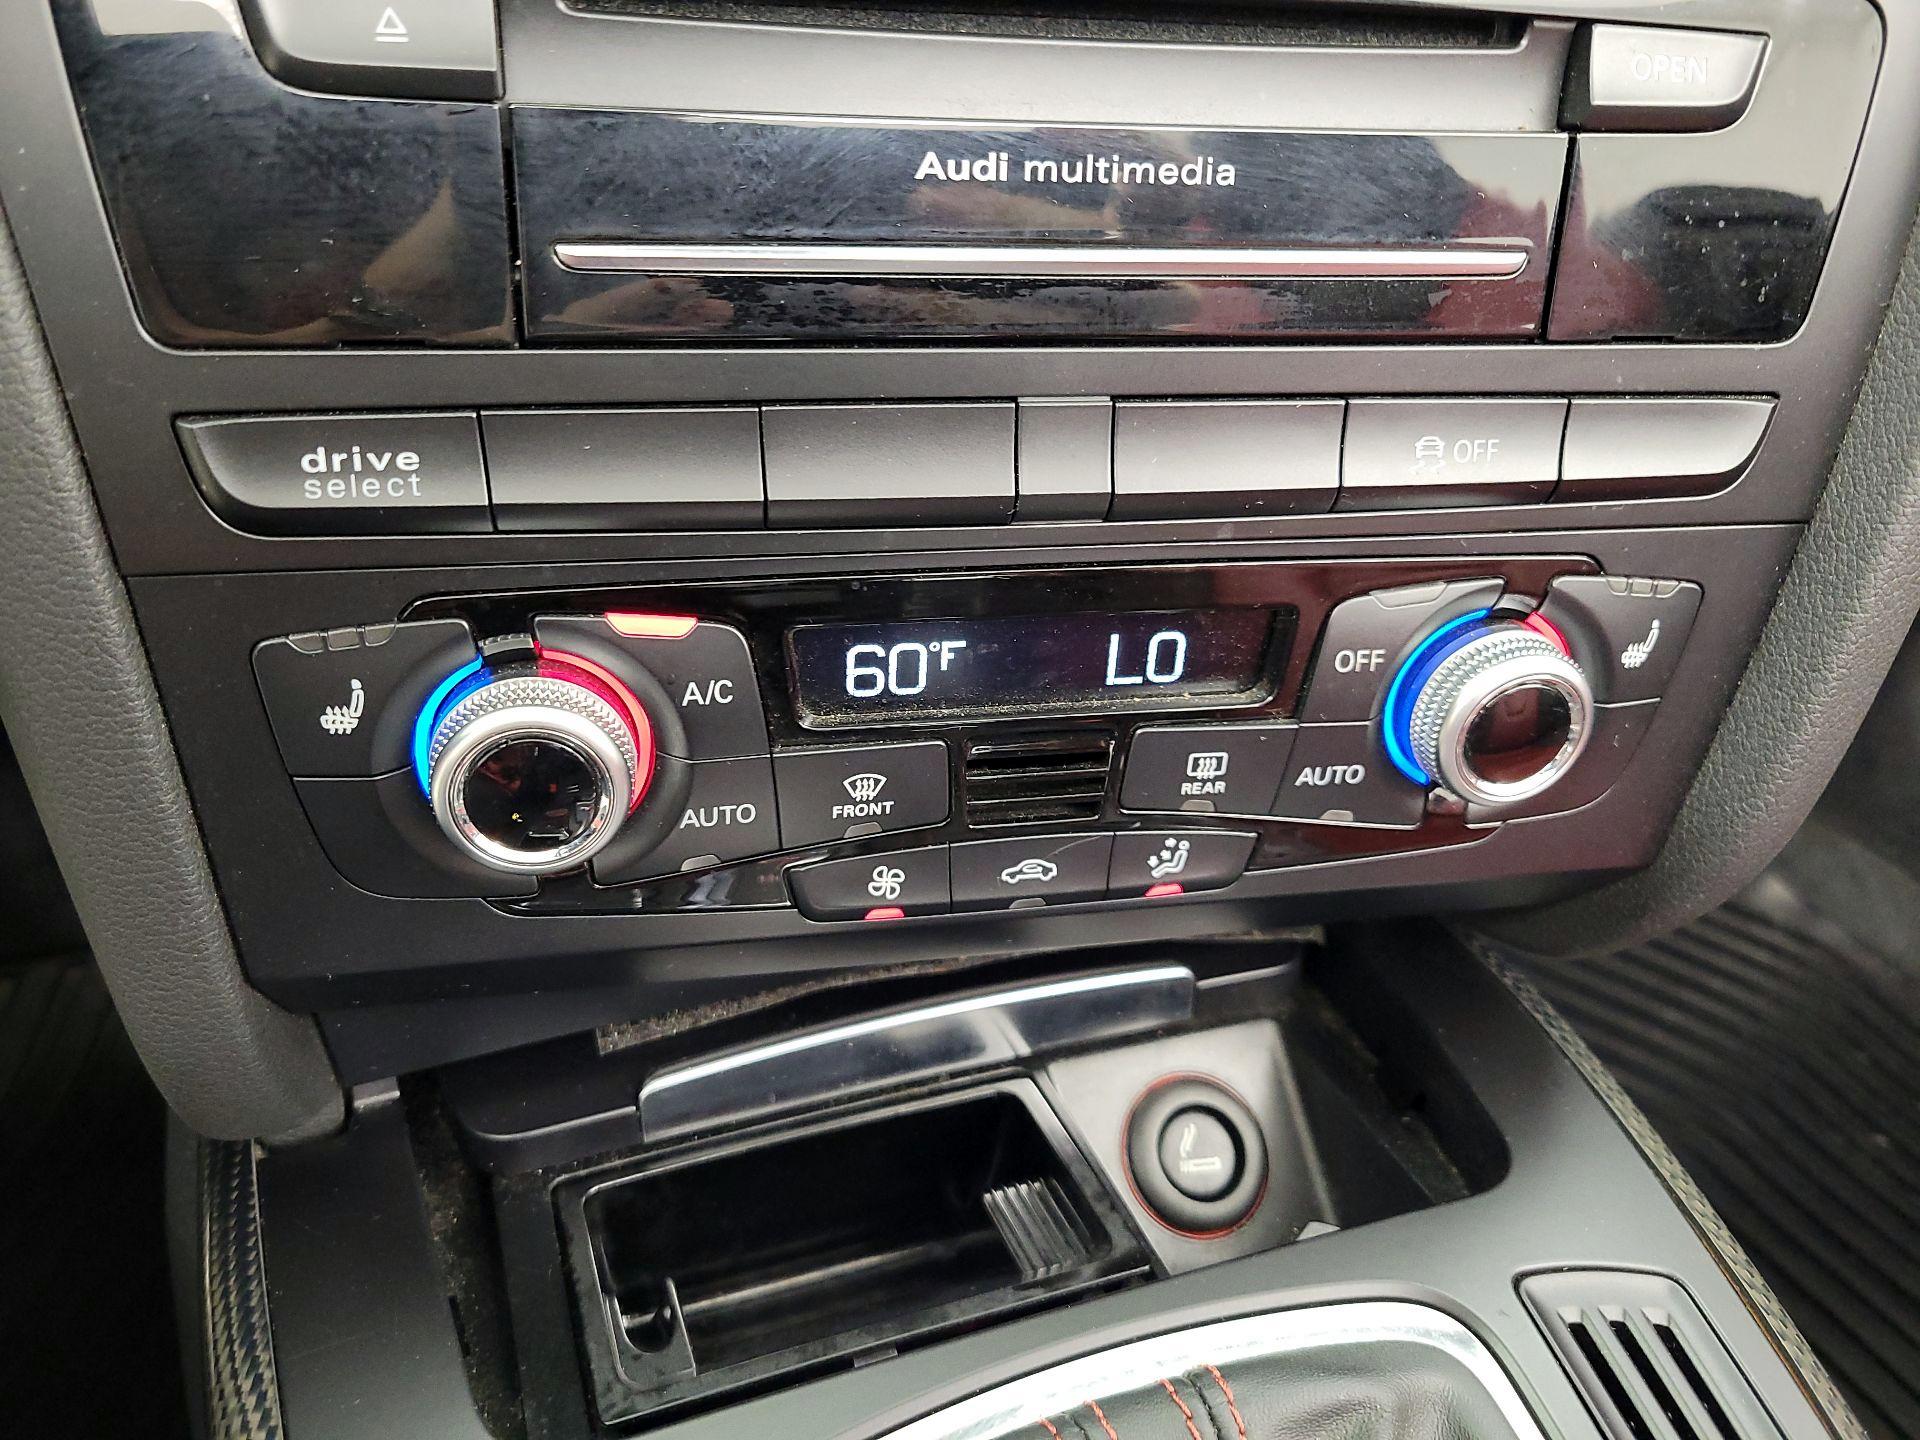 OPEN
Audi multimedia
drive
select
OFF
60°F LO
OFF
A/C
AUTO
FRONT
REAR
AUTO